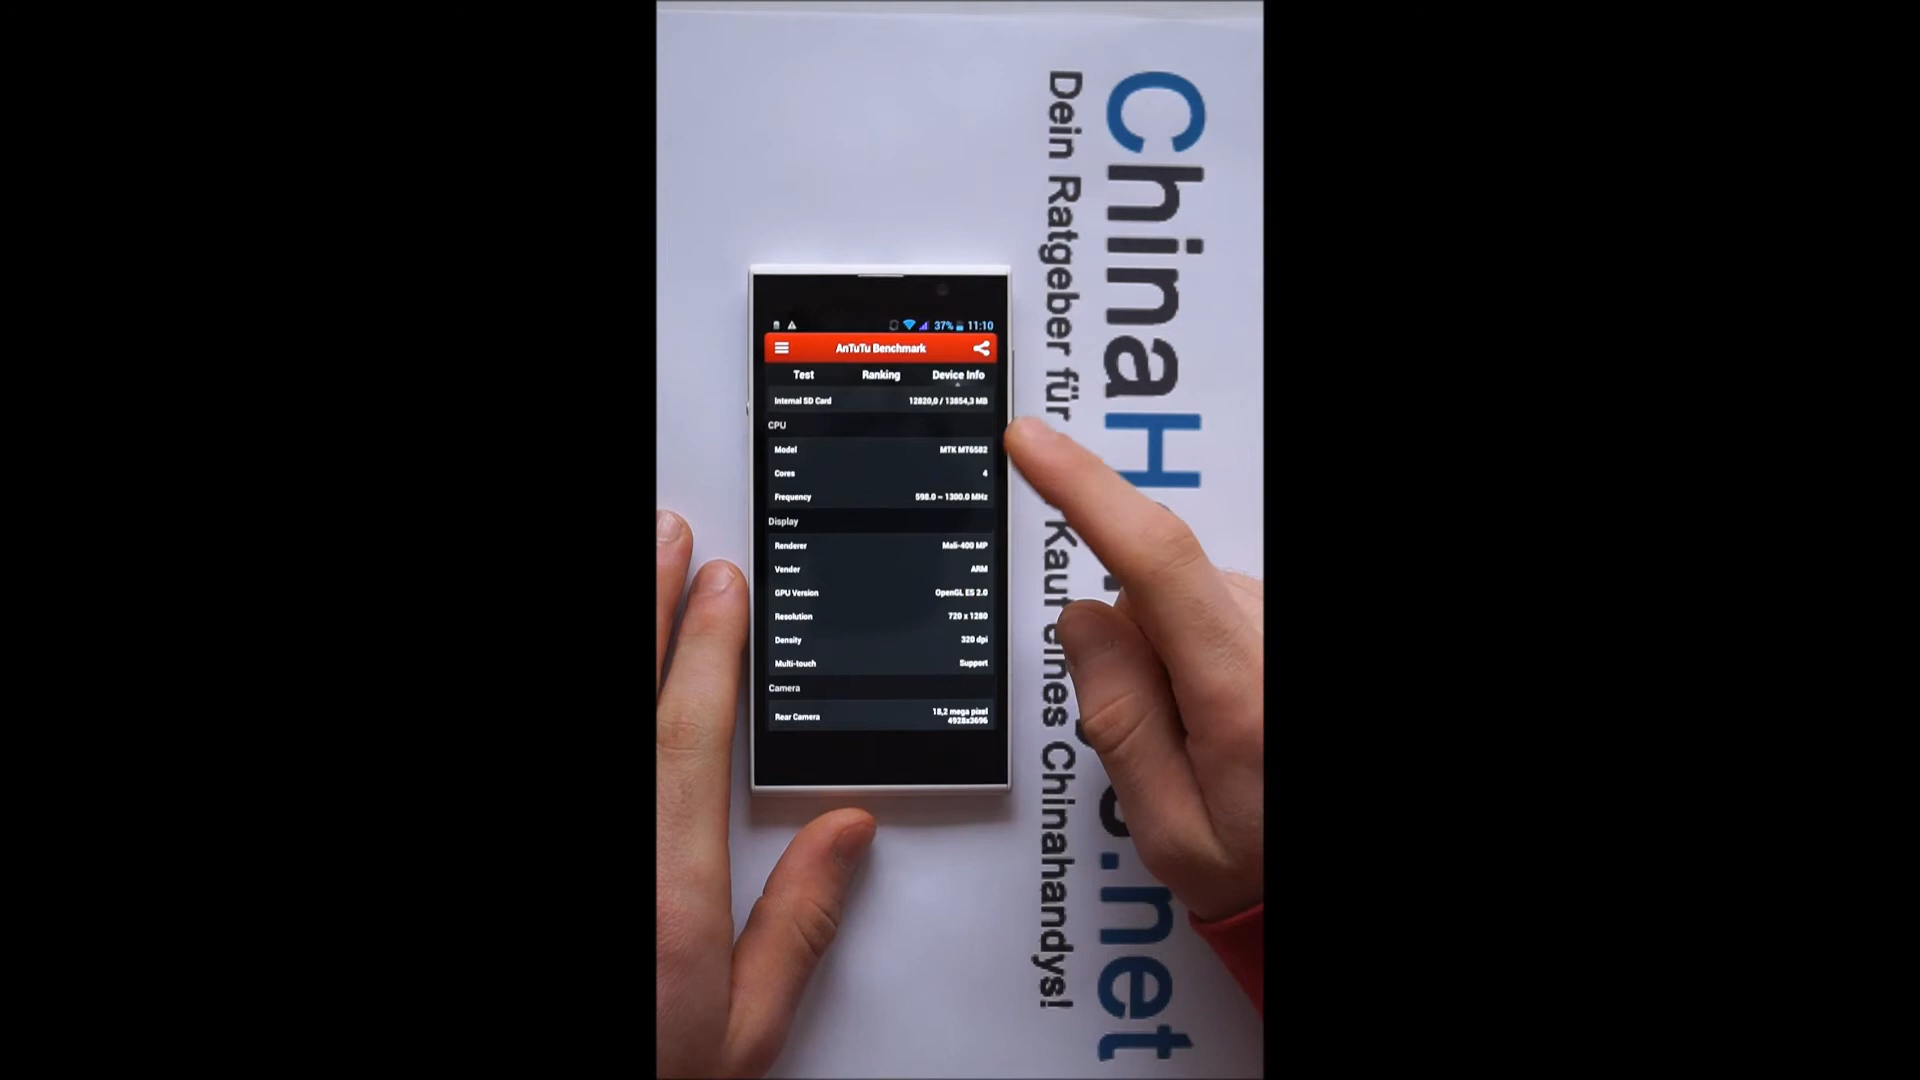 37% 11:10
AnTuTu Benchmark
Test Ranking Device Info
Internal SD Card 12820,0 / 13854,3 MB
CPU
Model MTK MT6582
Cores 4
Frequency 598.0 ~ 1300.0 MHz
Display
Renderer Mali-400 MP
Vender ARM
GPU Version OpenGL ES 2.0
Resolution 720 x 1280
Density 320 dpi
Multi-touch Support
Camera
Rear Camera 18,2 mega pixel
4928x3696
ChinaH .net
Dein Ratgeber für Kauf eines Chinahandys!